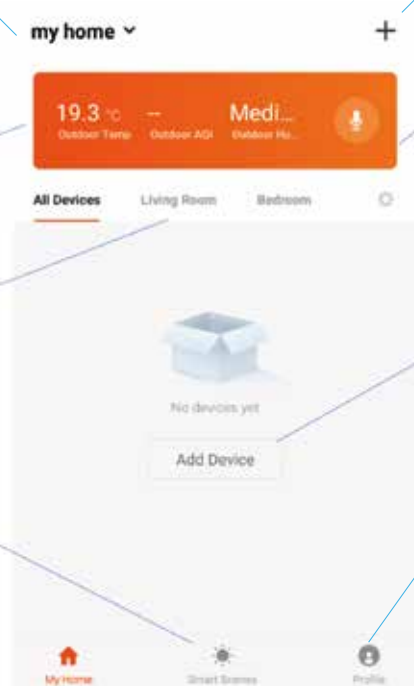 my home
19.3 °C -- Medi...
Outdoor Temp Outdoor AQI Outdoor Hu...
All Devices Living Room Bedroom
No devices yet
Add Device
My Home Smart Scenes Profile